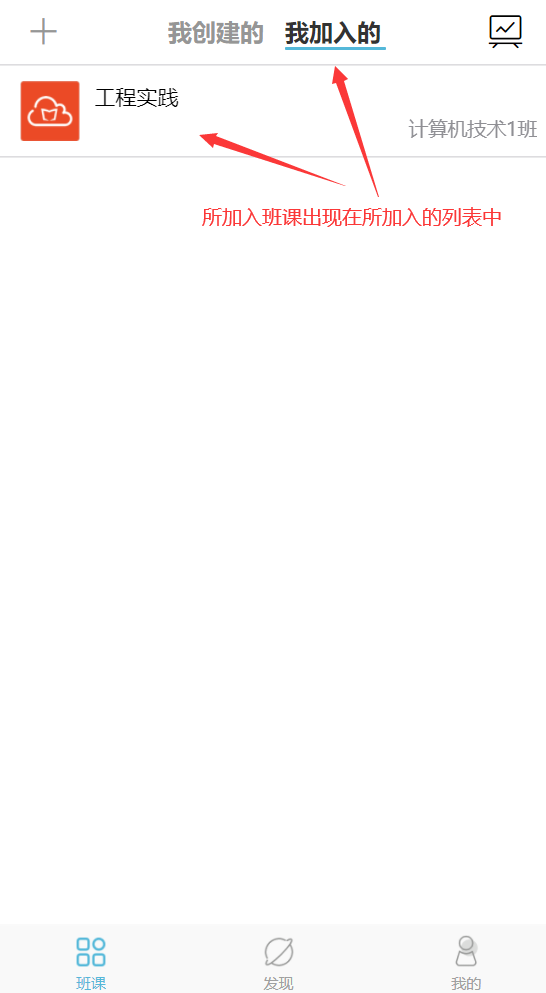 我创建的 我加入的
工程实践
计算机技术1班
所加入班课出现在所加入的列表中
班课 发现 我的